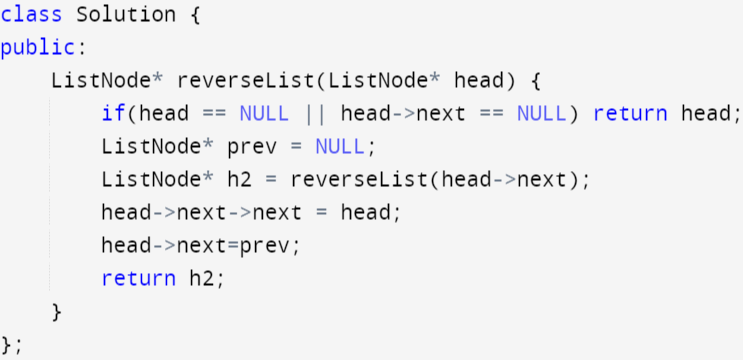 class Solution {
public:
    ListNode* reverseList(ListNode* head) {
        if(head == NULL || head->next == NULL) return head;
        ListNode* prev = NULL;
        ListNode* h2 = reverseList(head->next);
        head->next->next = head;
        head->next=prev;
        return h2;
    }
};